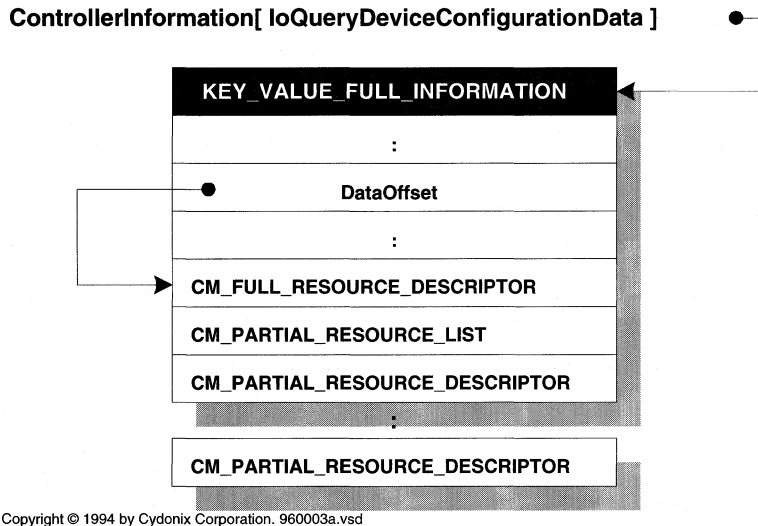 ControllerInformation[ IoQueryDeviceConfigurationData ]
KEY_VALUE_FULL_INFORMATION
:
DataOffset
:
CM_FULL_RESOURCE_DESCRIPTOR
CM_PARTIAL_RESOURCE_LIST
CM_PARTIAL_RESOURCE_DESCRIPTOR
:
CM_PARTIAL_RESOURCE_DESCRIPTOR
Copyright © 1994 by Cydonix Corporation. 960003a.vsd